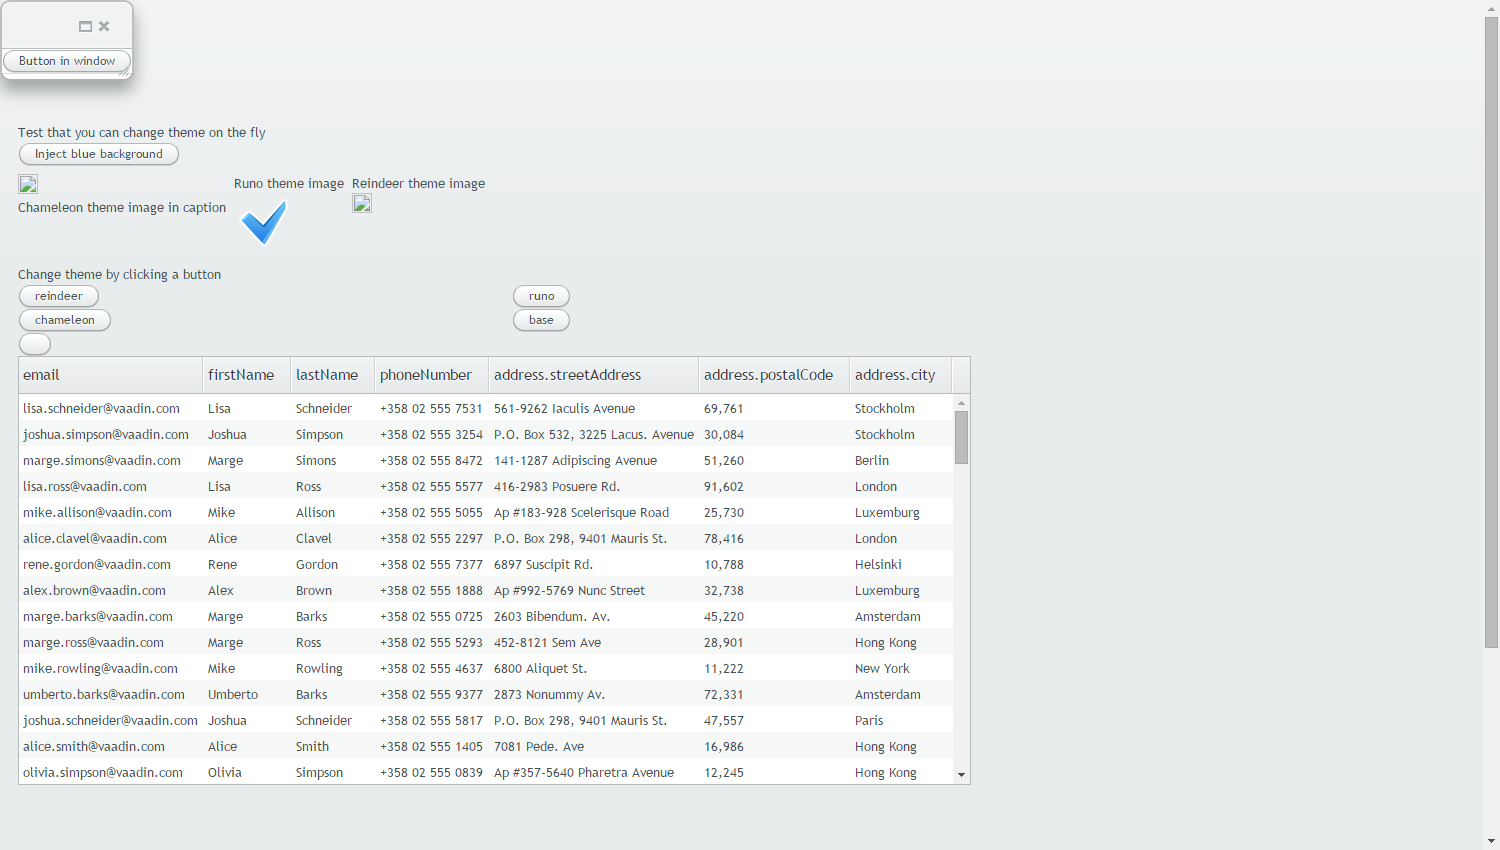 Button in window
Test that you can change theme on the fly
Inject blue background
Runo theme image Reindeer theme image
Chameleon theme image in caption
Change theme by clicking a button
reindeer runo
chameleon base
email firstName lastName phoneNumber address.streetAddress address.postalCode address.city
lisa.schneider@vaadin.com Lisa Schneider +358 02 555 7531 561-9262 Iaculis Avenue 69,761 Stockholm
joshua.simpson@vaadin.com Joshua Simpson +358 02 555 3254 P.O. Box 532, 3225 Lacus. Avenue 30,084 Stockholm
marge.simons@vaadin.com Marge Simons +358 02 555 8472 141-1287 Adipiscing Avenue 51,260 Berlin
lisa.ross@vaadin.com Lisa Ross +358 02 555 5577 416-2983 Posuere Rd. 91,602 London
mike.allison@vaadin.com Mike Allison +358 02 555 5055 Ap #183-928 Scelerisque Road 25,730 Luxemburg
alice.clavel@vaadin.com Alice Clavel +358 02 555 2297 P.O. Box 298, 9401 Mauris St. 78,416 London
rene.gordon@vaadin.com Rene Gordon +358 02 555 7377 6897 Suscipit Rd. 10,788 Helsinki
alex.brown@vaadin.com Alex Brown +358 02 555 1888 Ap #992-5769 Nunc Street 32,738 Luxemburg
marge.barks@vaadin.com Marge Barks +358 02 555 0725 2603 Bibendum. Av. 45,220 Amsterdam
marge.ross@vaadin.com Marge Ross +358 02 555 5293 452-8121 Sem Ave 28,901 Hong Kong
mike.rowling@vaadin.com Mike Rowling +358 02 555 4637 6800 Aliquet St. 11,222 New York
umberto.barks@vaadin.com Umberto Barks +358 02 555 9377 2873 Nonummy Av. 72,331 Amsterdam
joshua.schneider@vaadin.com Joshua Schneider +358 02 555 5817 P.O. Box 298, 9401 Mauris St. 47,557 Paris
alice.smith@vaadin.com Alice Smith +358 02 555 1405 7081 Pede. Ave 16,986 Hong Kong
olivia.simpson@vaadin.com Olivia Simpson +358 02 555 0839 Ap #357-5640 Pharetra Avenue 12,245 Hong Kong